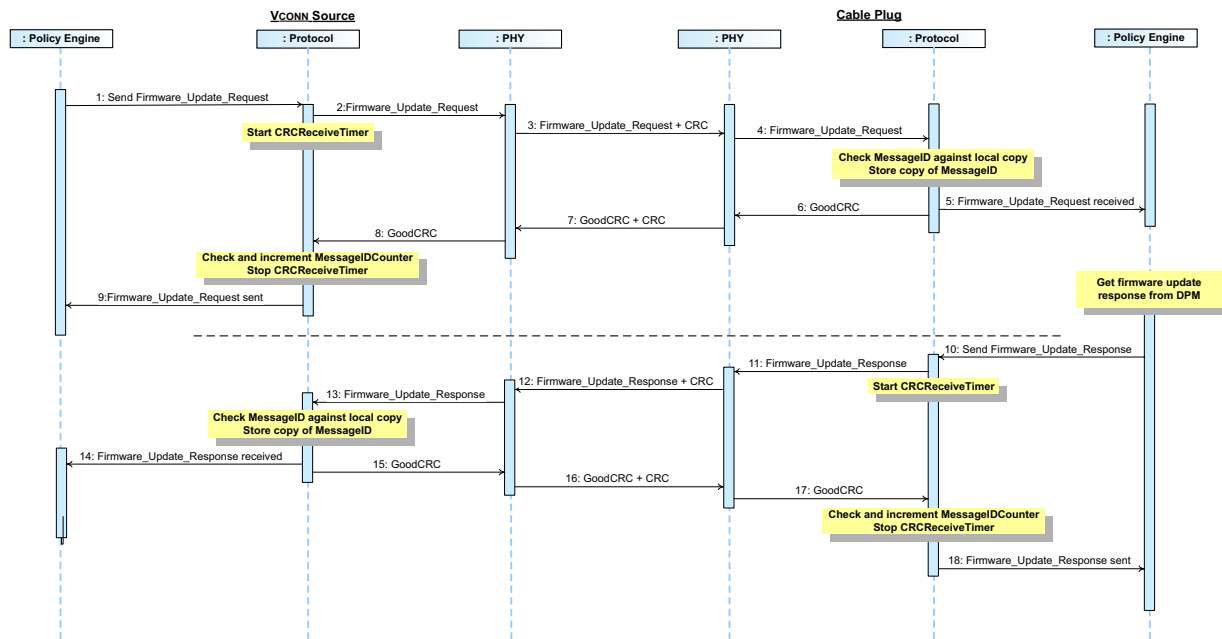 VCONN Source
Cable Plug
: Policy Engine
: Protocol
: PHY
: PHY
: Protocol
: Policy Engine
1: Send Firmware_Update_Request
2:Firmware_Update_Request
Start CRCReceiveTimer
3: Firmware_Update_Request + CRC
4: Firmware_Update_Request
Check MessageID against local copy
Store copy of MessageID
5: Firmware_Update_Request received
6: GoodCRC
7: GoodCRC + CRC
8: GoodCRC
Check and increment MessageIDCounter
Stop CRCReceiveTimer
9:Firmware_Update_Request sent
Get firmware update
response from DPM
10: Send Firmware_Update_Response
11: Firmware_Update_Response
Start CRCReceiveTimer
12: Firmware_Update_Response + CRC
13: Firmware_Update_Response
Check MessageID against local copy
Store copy of MessageID
14: Firmware_Update_Response received
15: GoodCRC
16: GoodCRC + CRC
17: GoodCRC
Check and increment MessageIDCounter
Stop CRCReceiveTimer
18: Firmware_Update_Response sent